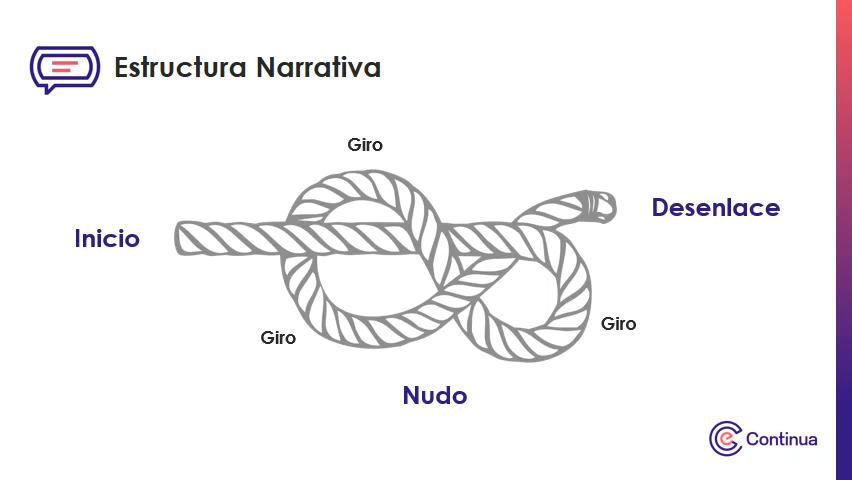 Estructura Narrativa
Giro
Desenlace
Inicio
Giro
Giro
Nudo
Continua